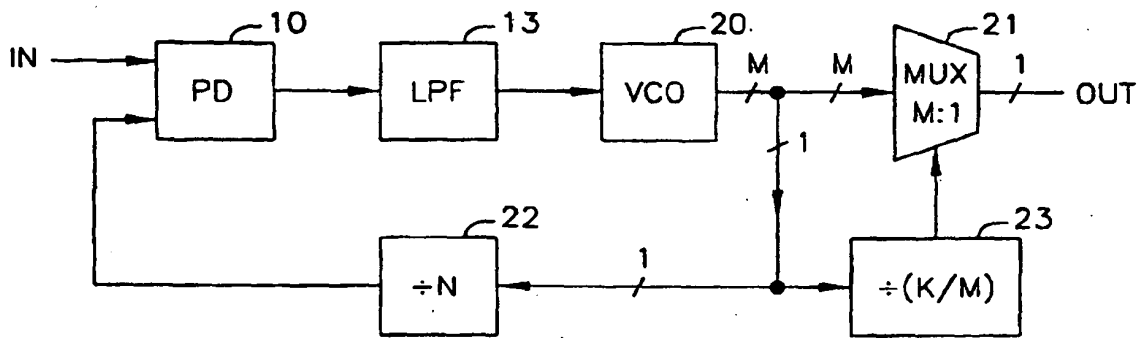 10
13
20
21
IN
PD
LPF
VCO
M
M
MUX
M:1
1
OUT
1
22
23
÷N
1
÷(K/M)